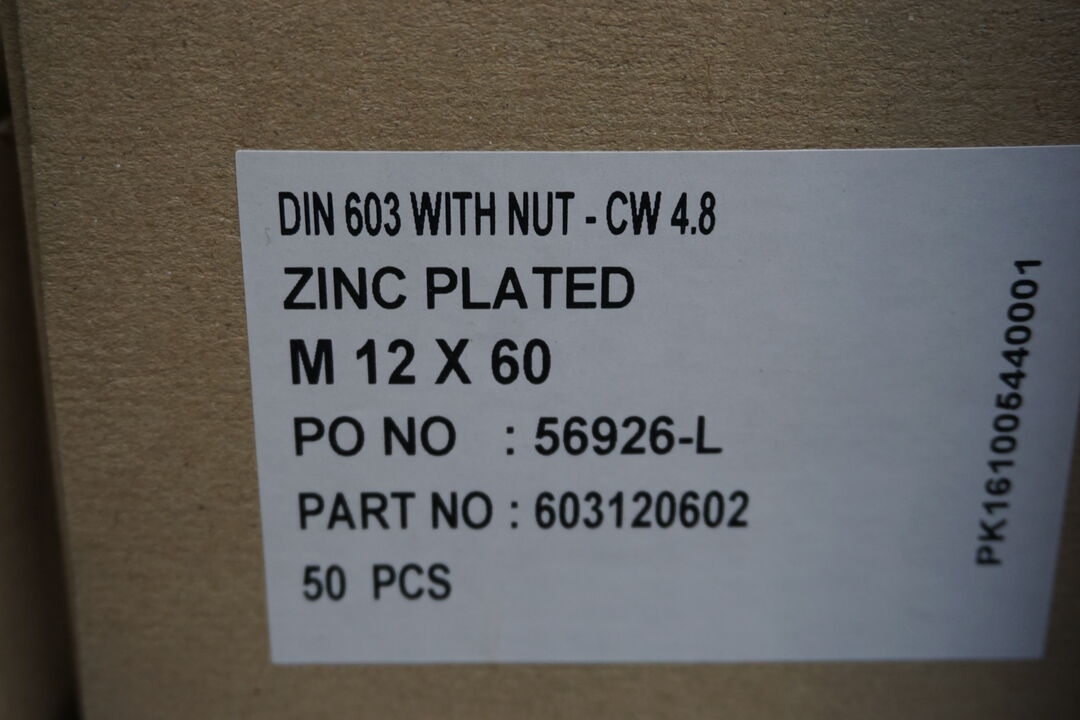 DIN 603 WITH NUT - CW 4.8
ZINC PLATED
M 12 X 60
PO NO : 56926-L
PART NO : 603120602
50 PCS
PK161005440001